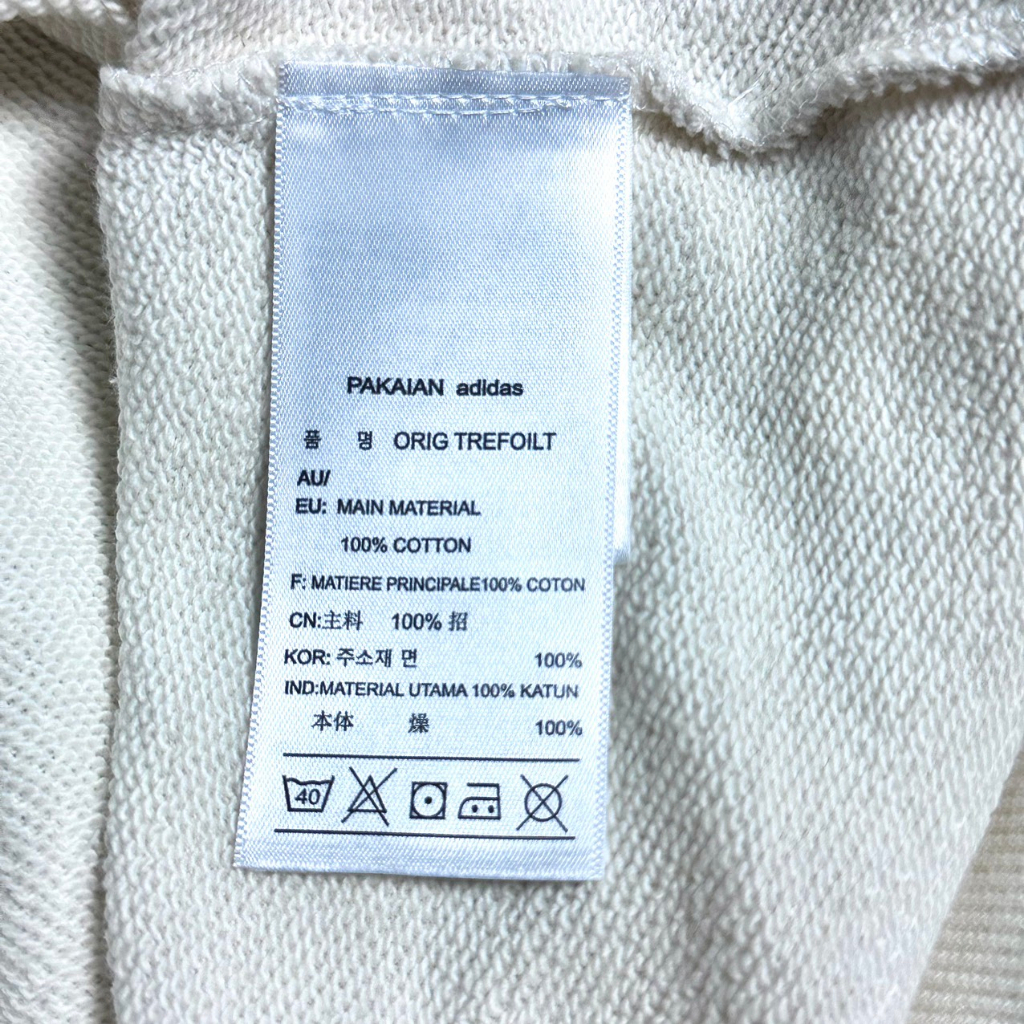 PAKAIAN adidas
품 명 ORIG TREFOILT
AU/
EU: MAIN MATERIAL
100% COTTON
F: MATIERE PRINCIPALE100% COTON
CN:主料 100% 招
KOR: 주소재 면 100%
IND:MATERIAL UTAMA 100% KATUN
本体 燥 100%
40